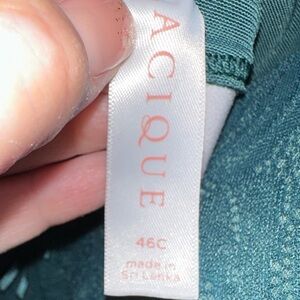 ACIQUE
46C
made in
Sri Lanka